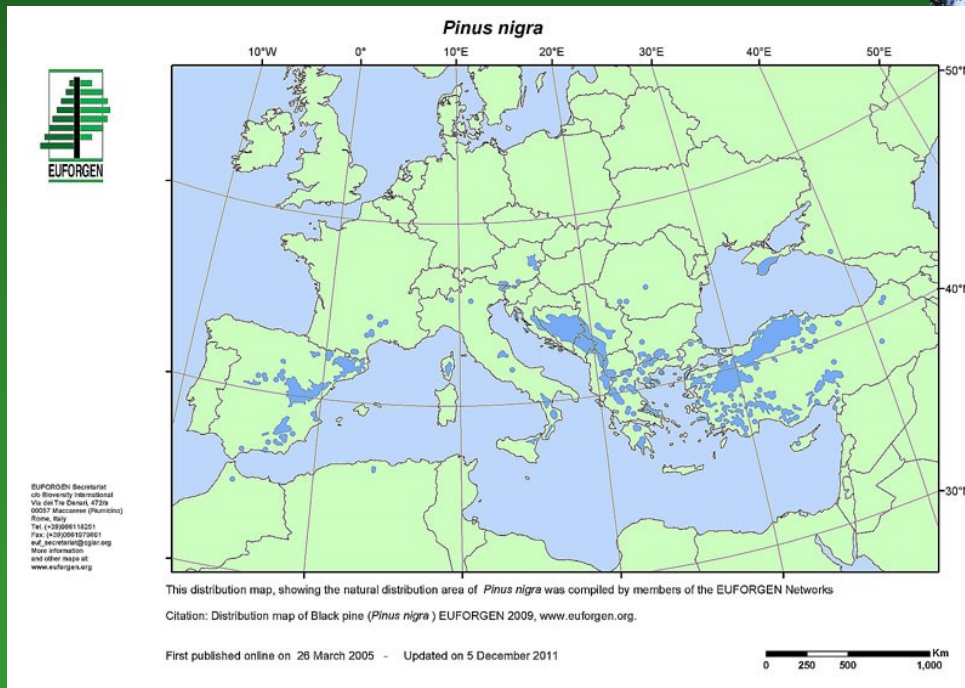 Pinus nigra
10°W 0° 10°E 20°E 30°E 40°E 50°E
50°N
40°N
30°N
EUFORGEN
EUFORGEN Secretariat
c/o Bioversity International
Via dei Tre Denari, 472/a
00057 Maccarese (Fiumicino)
Rome, Italy
Tel. (+39)066118251
Fax: (+39)0661979661
euf_secretariat@cgiar.org
More information
and other maps at:
www.euforgen.org
This distribution map, showing the natural distribution area of Pinus nigra was compiled by members of the EUFORGEN Networks
Citation: Distribution map of Black pine (Pinus nigra ) EUFORGEN 2009, www.euforgen.org.
First published online on 26 March 2005 - Updated on 5 December 2011
Km
0 250 500 1,000